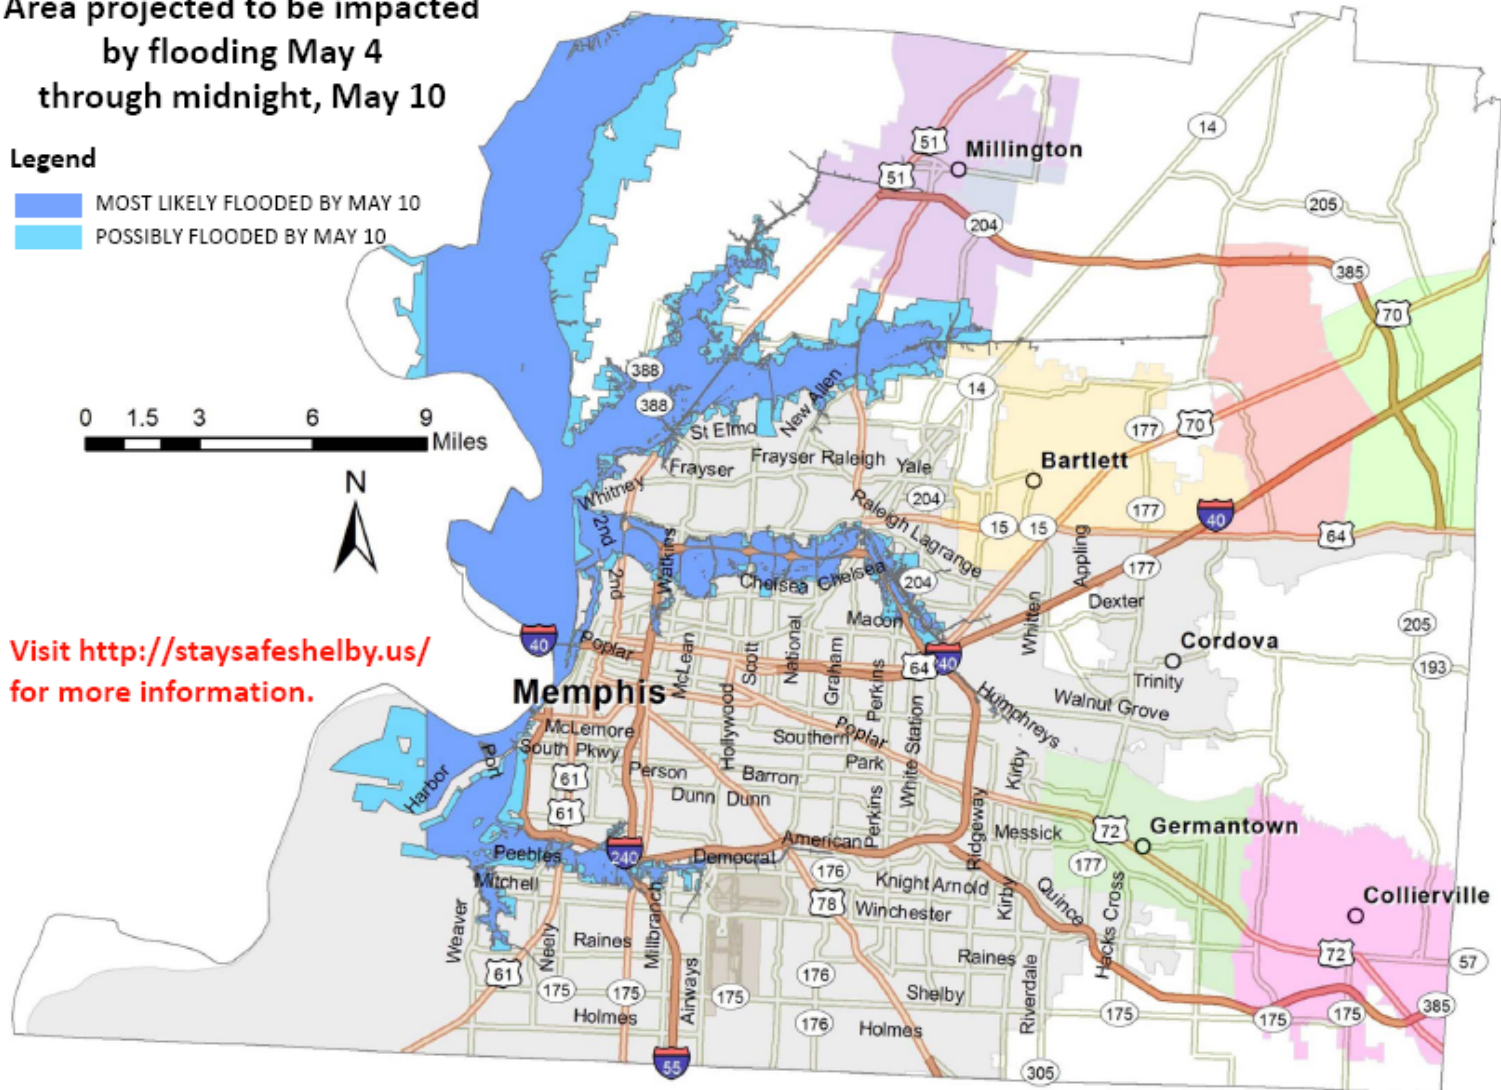 Area projected to be impacted
by flooding May 4
through midnight, May 10
Legend
MOST LIKELY FLOODED BY MAY 10
POSSIBLY FLOODED BY MAY 10
0 1.5 3 6 9
Miles
N
Visit http://staysafeshelby.us/
for more information.
51
Millington
51
14
205
204
385
70
388
388
14
New Allen
St Elmo
177
70
Frayser
Frayser Raleigh
Yale
Bartlett
Whitney
204
Raleigh Lagrange
177
40
2nd
15
15
64
Watkins
Appling
2nd
Chelsea Chelsea
204
177
Dexter
Macon
Whitten
205
40
Poplar
McLean
Scott
National
Graham
Perkins
64
240
Cordova
193
Trinity
Memphis
Hollywood
White Station
Humphreys
Walnut Grove
McLemore
Southern
Poplar
South Pkwy
Port
Harbor
61
Person
Barron
Park
Kirby
Dunn Dunn
Perkins
61
Ridgeway
Messick
72
Germantown
American
Peebles
240
Democrat
177
Mitchell
176
Knight Arnold
Kirby
Quince
Hacks Cross
Collierville
78
Winchester
Weaver
Neely
Raines
Millbranch
Raines
72
57
61
Airways
176
175
175
175
Shelby
Riverdale
385
Holmes
176
Holmes
175
175
175
55
305